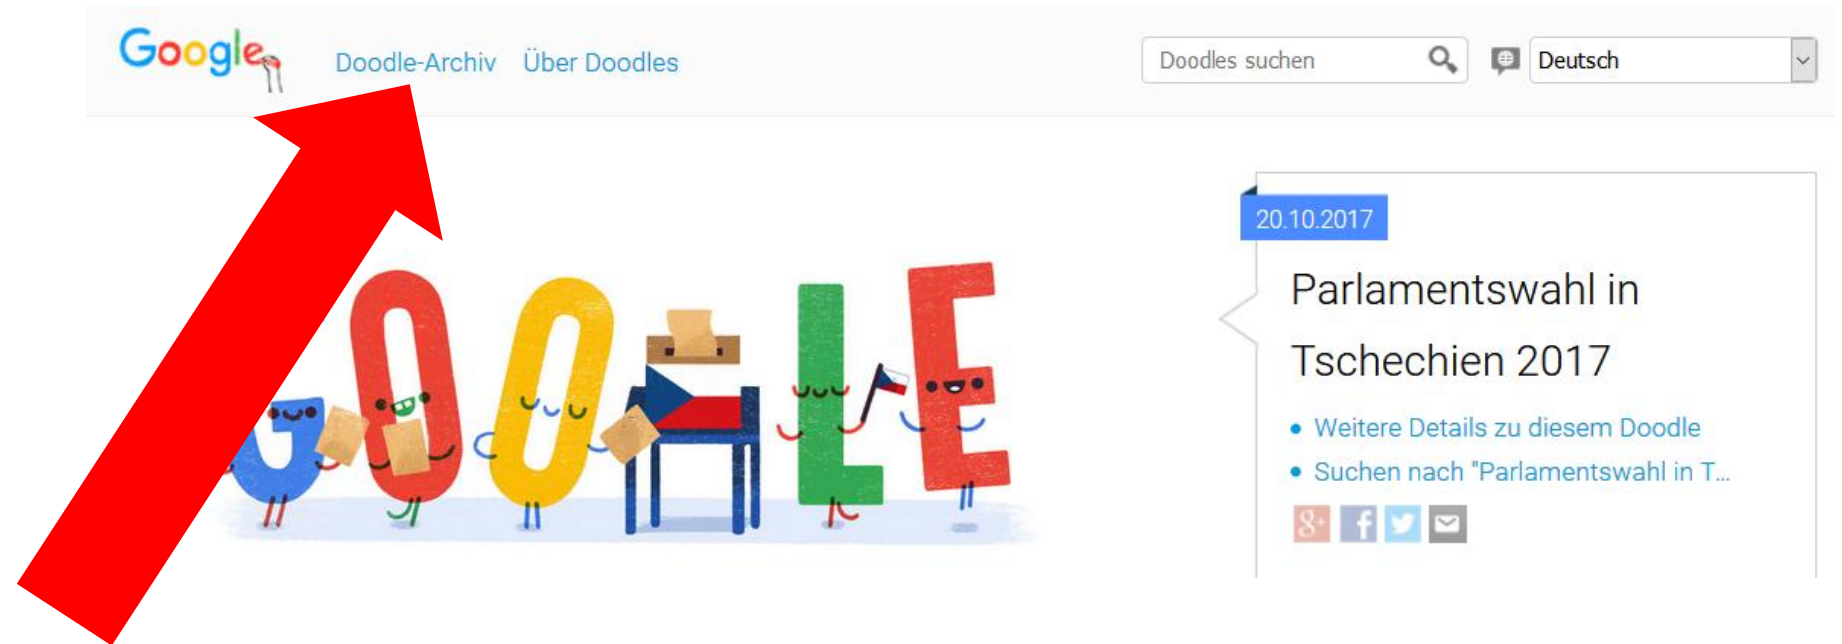 Google
Doodle-Archiv Über Doodles
Doodles suchen
Deutsch
20.10.2017
Parlamentswahl in
Tschechien 2017
Weitere Details zu diesem Doodle
Suchen nach "Parlamentswahl in T...
GOOGLE
8+ f